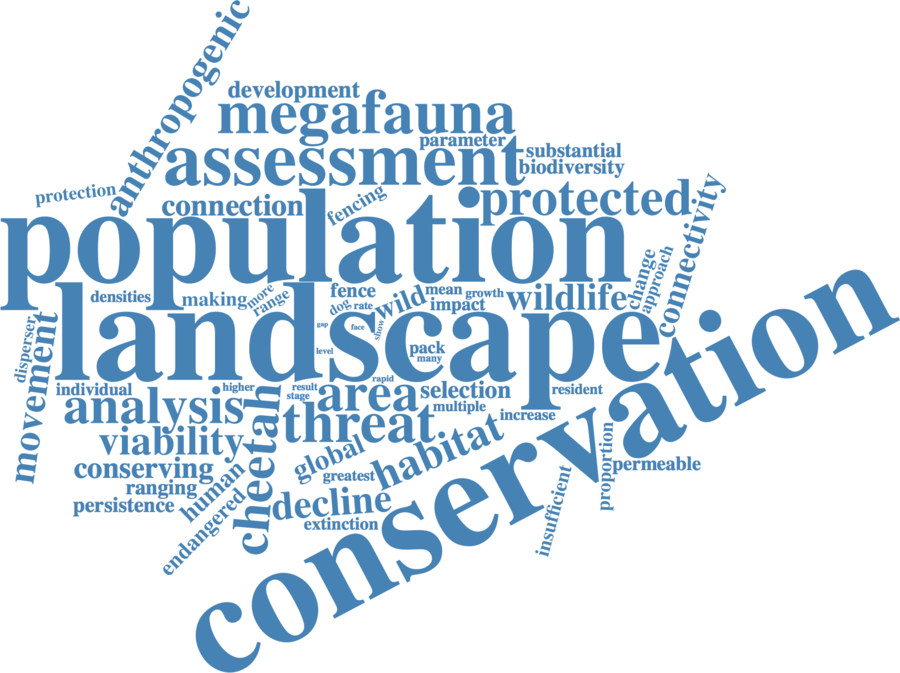 anthropogenic
development
megafauna
parameter
assessment
substantial
biodiversity
protection
connection
fencing
protected
connectivity
population
change
approach
densities
making
more
range
fence
dog
rate
wild
mean
growth
impact
wildlife
landscape
gap
face
show
level
pack
many
disperser
movement
individual
higher
result
stage
rapid
area
selection
resident
analysis
cheetah
threat
multiple
increase
viability
global
habitat
conserving
human
greatest
proportion
permeable
insufficient
ranging
persistence
endangered
decline
extinction
conservation